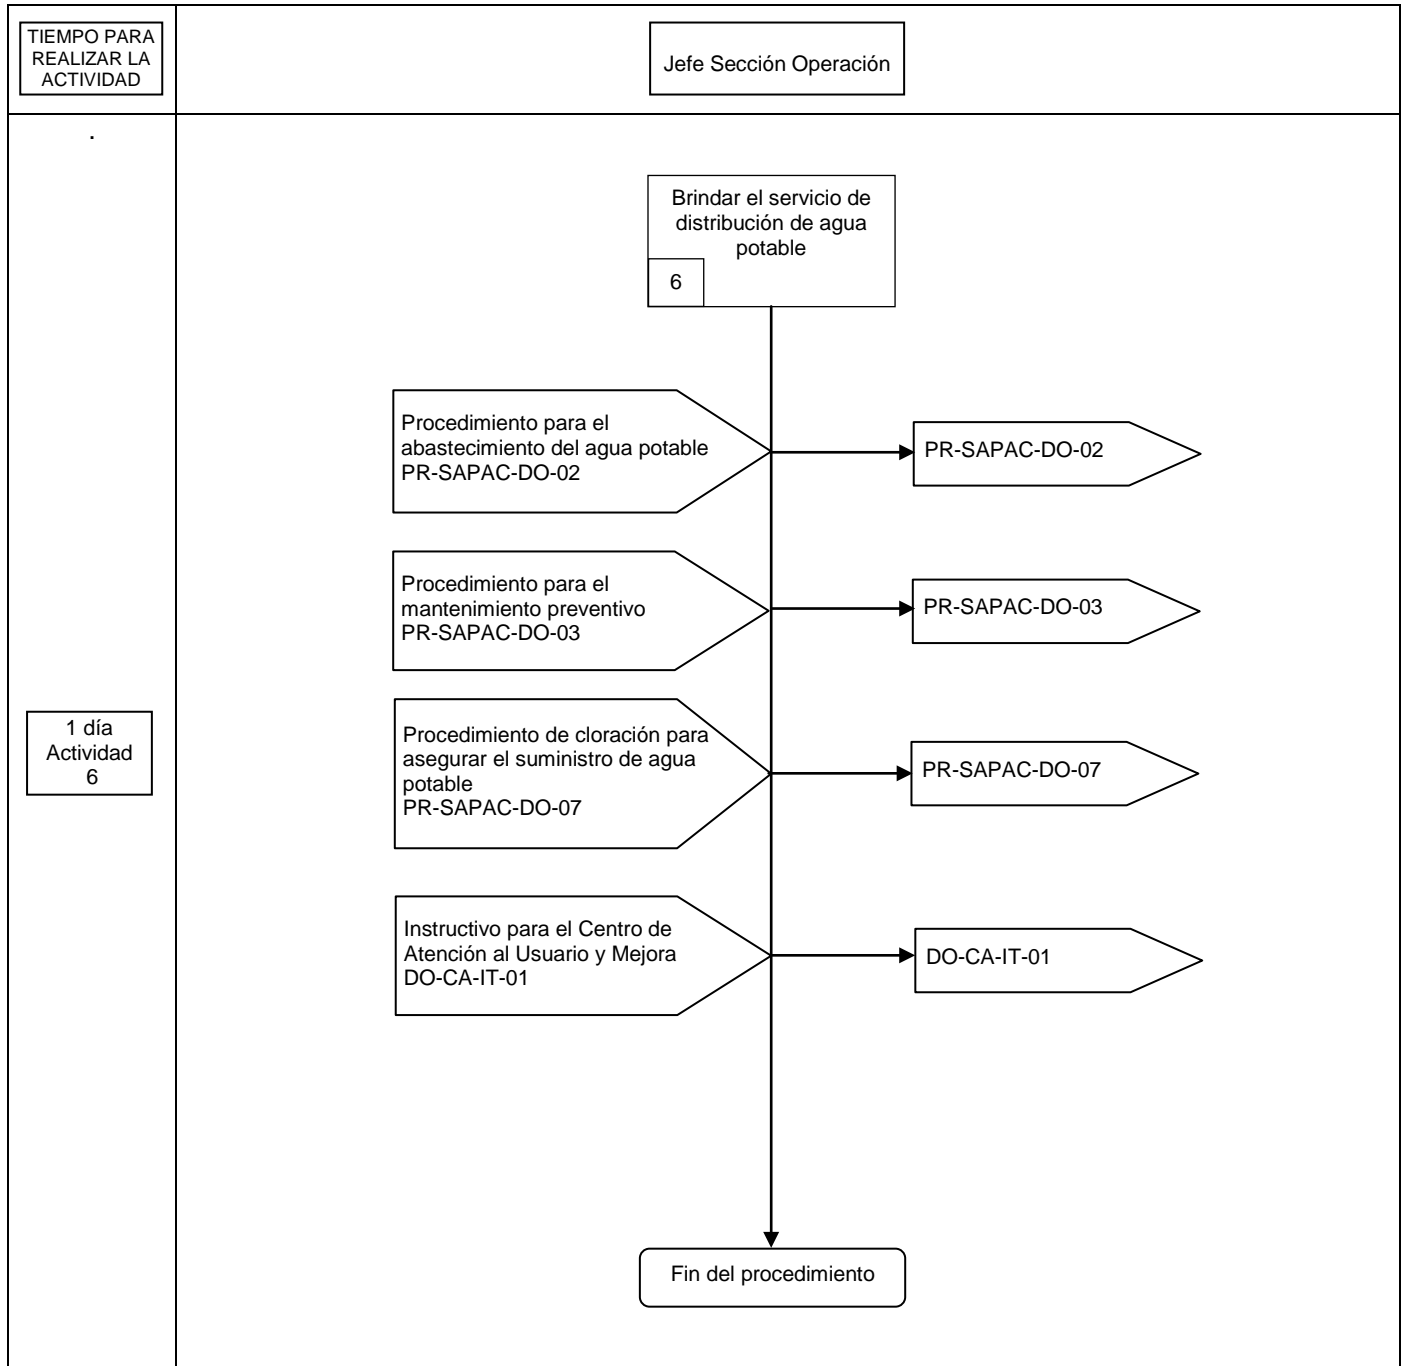 TIEMPO PARA
REALIZAR LA
ACTIVIDAD
Jefe Sección Operación
.
Brindar el servicio de
distribución de agua
potable
6
Procedimiento para el
abastecimiento del agua potable
PR-SAPAC-DO-02
PR-SAPAC-DO-02
Procedimiento para el
mantenimiento preventivo
PR-SAPAC-DO-03
PR-SAPAC-DO-03
1 día
Actividad
6
Procedimiento de cloración para
asegurar el suministro de agua
potable
PR-SAPAC-DO-07
PR-SAPAC-DO-07
Instructivo para el Centro de
Atención al Usuario y Mejora
DO-CA-IT-01
DO-CA-IT-01
Fin del procedimiento